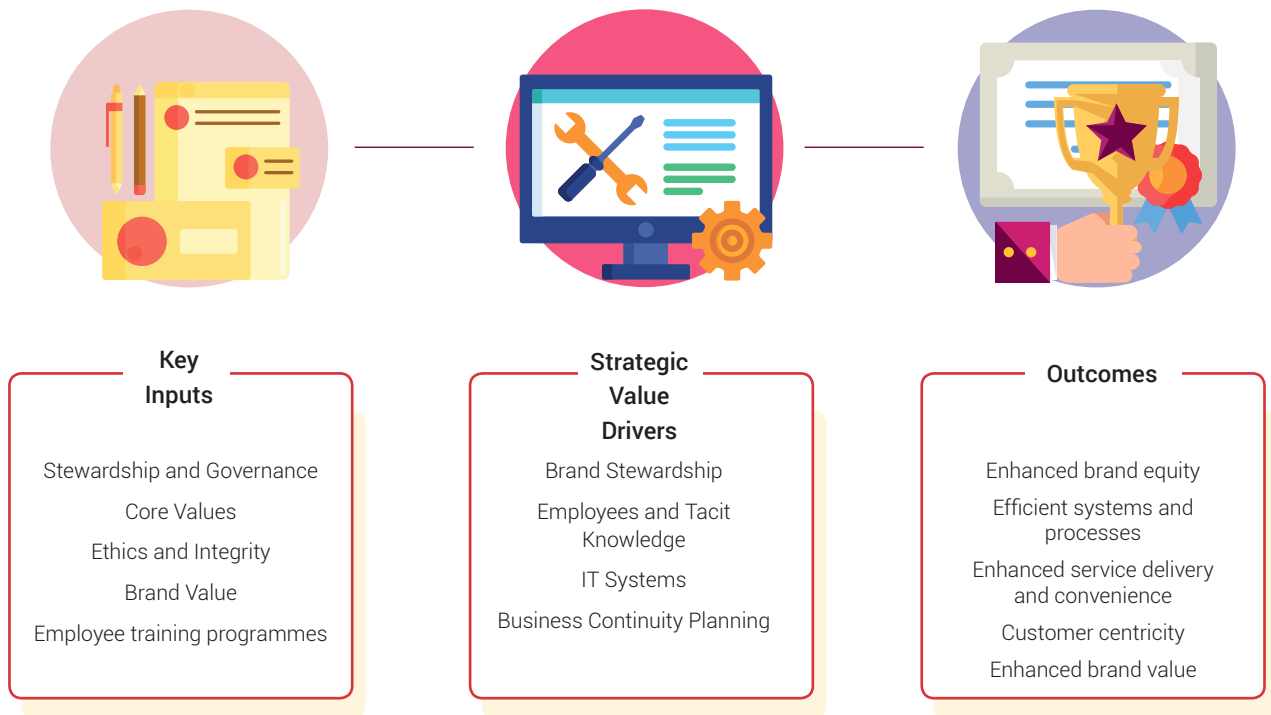 Key
Inputs
Stewardship and Governance
Core Values
Ethics and Integrity
Brand Value
Employee training programmes
Strategic
Value
Drivers
Brand Stewardship
Employees and Tacit
Knowledge
IT Systems
Business Continuity Planning
Outcomes
Enhanced brand equity
Efficient systems and
processes
Enhanced service delivery
and convenience
Customer centricity
Enhanced brand value